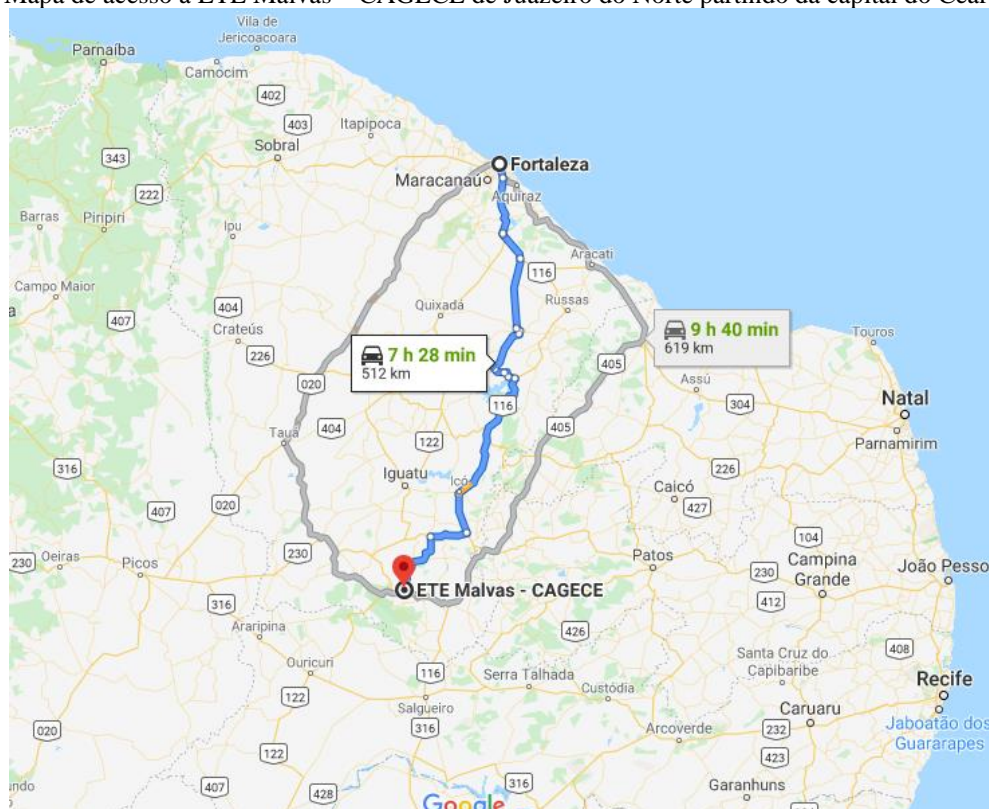 Mapa de acesso à ETE Malvas – CAGECE de Juazeiro do Norte partindo da capital do Cear
Vila de
Jericoacoara
Parnaíba
Camocim
402
403
Itapipoca
Sobral
Fortaleza
343
Maracanaú
Aquiraz
222
Barras
Piripiri
Ipu
Aracati
116
Campo Maior
Quixadá
Russas
404
407
Crateús
9 h 40 min
619 km
Touros
226
7 h 28 min
512 km
405
020
Assú
304
Natal
116
Parnamirim
Tauá
404
122
405
316
226
Iguatu
Icó
Caicó
407
020
427
104
230
Oeiras
Picos
230
Patos
Campina
Grande
João Pesso
230
ETE Malvas - CAGECE
316
412
Araripina
426
Santa Cruz do
Capibaribe
408
Ouricuri
116
Serra Talhada
Recife
122
Custódia
Salgueiro
Caruaru
316
Jaboatão dos
Guararapes
020
Arcoverde
232
122
423
ndo
407
428
316
Garanhuns
Google